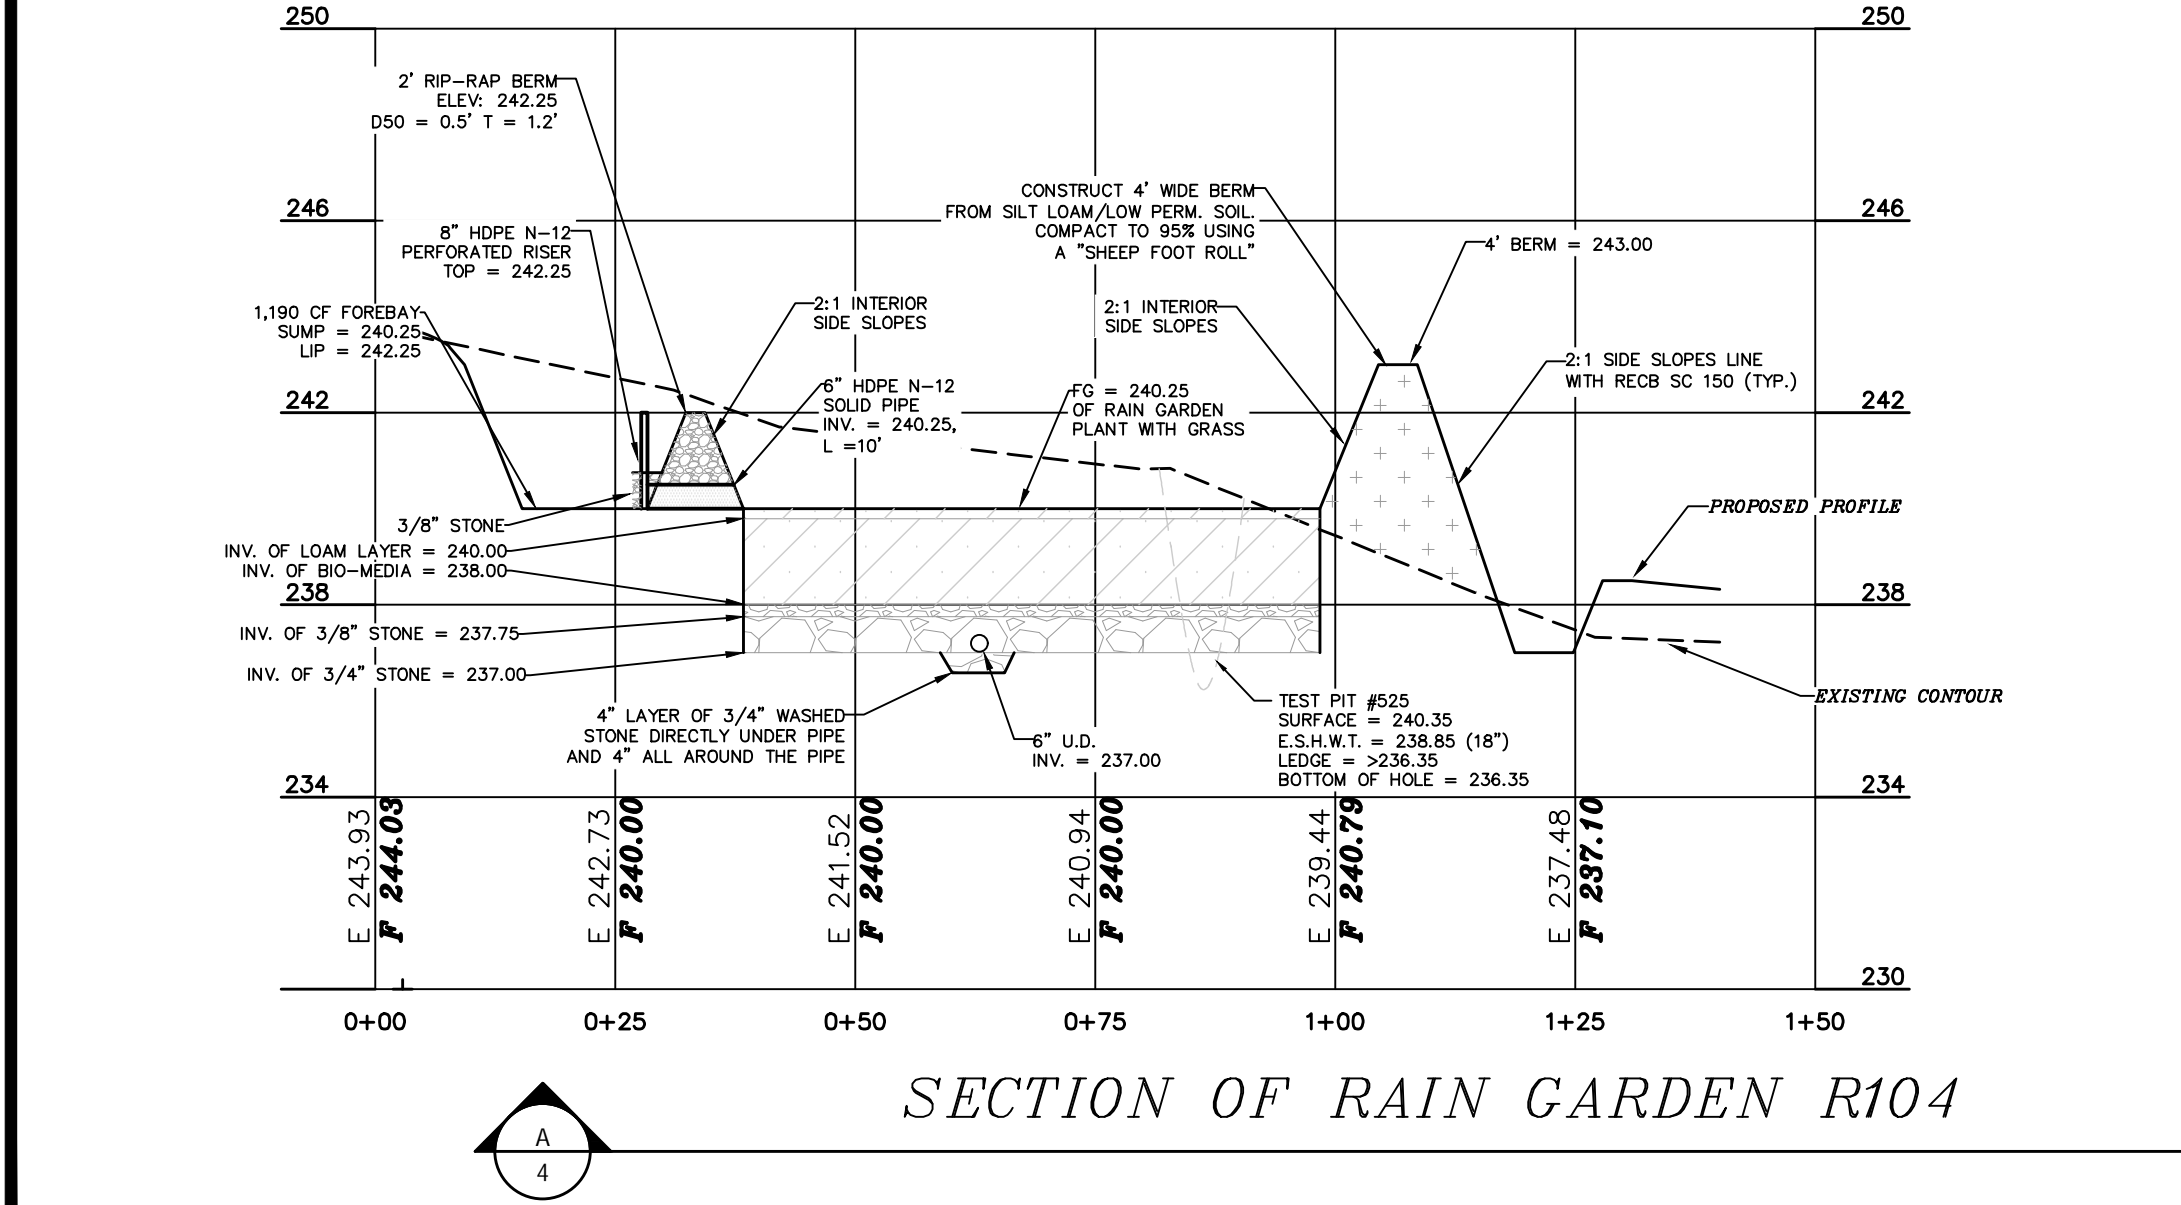 250
250
2' RIP-RAP BERM
ELEV: 242.25
D50 = 0.5' T = 1.2'
CONSTRUCT 4' WIDE BERM
FROM SILT LOAM/LOW PERM. SOIL.
COMPACT TO 95% USING
A "SHEEP FOOT ROLL"
246
246
8" HDPE N-12
PERFORATED RISER
TOP = 242.25
4' BERM = 243.00
1,190 CF FOREBAY
SUMP = 240.25
LIP = 242.25
2:1 INTERIOR
SIDE SLOPES
2:1 INTERIOR
SIDE SLOPES
2:1 SIDE SLOPES LINE
WITH RECB SC 150 (TYP.)
6" HDPE N-12
SOLID PIPE
INV. = 240.25,
L =10'
FG = 240.25
OF RAIN GARDEN
PLANT WITH GRASS
242
242
3/8" STONE
INV. OF LOAM LAYER = 240.00
INV. OF BIO-MEDIA = 238.00
PROPOSED PROFILE
238
238
INV. OF 3/8" STONE = 237.75
INV. OF 3/4" STONE = 237.00
EXISTING CONTOUR
4" LAYER OF 3/4" WASHED
STONE DIRECTLY UNDER PIPE
AND 4" ALL AROUND THE PIPE
6" U.D.
INV. = 237.00
TEST PIT #525
SURFACE = 240.35
E.S.H.W.T. = 238.85 (18")
LEDGE = >236.35
BOTTOM OF HOLE = 236.35
234
234
E 243.93
F 244.03
E 242.73
F 240.00
E 241.52
F 240.00
E 240.94
F 240.00
E 239.44
F 240.79
E 237.48
F 237.10
230
0+00
0+25
0+50
0+75
1+00
1+25
1+50
SECTION OF RAIN GARDEN R104
A
4